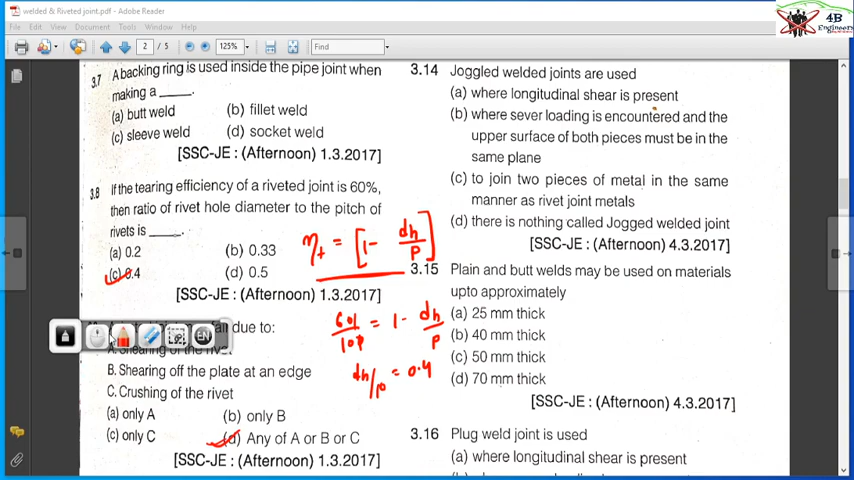 welded & Riveted joint.pdf - Adobe Reader
File Edit View Document Tools Window Help
2 / 5 125% Find
4B
Engineers
3.7 A backing ring is used inside the pipe joint when
making a _____.
(a) butt weld (b) fillet weld
(c) sleeve weld (d) socket weld
[SSC-JE : (Afternoon) 1.3.2017]
3.8 If the tearing efficiency of a riveted joint is 60%,
then ratio of rivet hole diameter to the pitch of
rivets is _____.
(a) 0.2 (b) 0.33
(c) 0.4 (d) 0.5
[SSC-JE : (Afternoon) 1.3.2017]
ηt = [1 - dh/p]
60/100 = 1 - dh/p
dh/p = 0.4
EN
fail due to:
A. Shearing of the rivet
B. Shearing off the plate at an edge
C. Crushing of the rivet
(a) only A (b) only B
(c) only C (d) Any of A or B or C
[SSC-JE : (Afternoon) 1.3.2017]
3.14 Joggled welded joints are used
(a) where longitudinal shear is present
(b) where sever loading is encountered and the
upper surface of both pieces must be in the
same plane
(c) to join two pieces of metal in the same
manner as rivet joint metals
(d) there is nothing called Jogged welded joint
[SSC-JE : (Afternoon) 4.3.2017]
3.15 Plain and butt welds may be used on materials
upto approximately
(a) 25 mm thick
(b) 40 mm thick
(c) 50 mm thick
(d) 70 mm thick
[SSC-JE : (Afternoon) 4.3.2017]
3.16 Plug weld joint is used
(a) where longitudinal shear is present